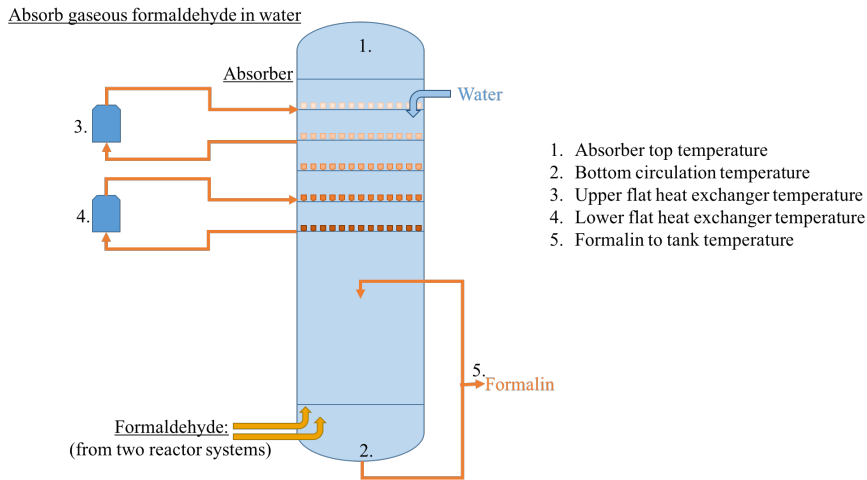 Absorb gaseous formaldehyde in water
1.
Absorber
Water
3.
4.
1. Absorber top temperature
2. Bottom circulation temperature
3. Upper flat heat exchanger temperature
4. Lower flat heat exchanger temperature
5. Formalin to tank temperature
5.
Formalin
Formaldehyde:
(from two reactor systems)
2.